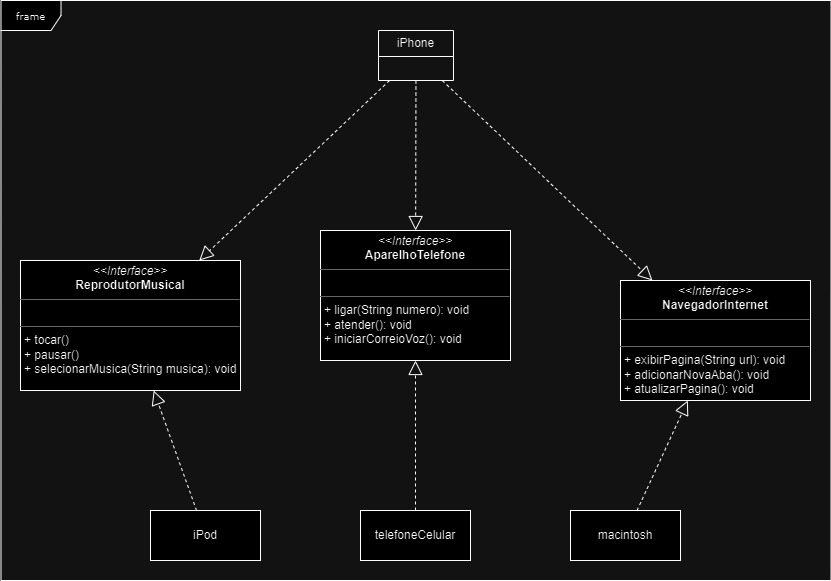 frame
iPhone
<<Interface>>
ReprodutorMusical
+ tocar()
+ pausar()
+ selecionarMusica(String musica): void
<<Interface>>
AparelhoTelefone
+ ligar(String numero): void
+ atender(): void
+ iniciarCorreioVoz(): void
<<Interface>>
NavegadorInternet
+ exibirPagina(String url): void
+ adicionarNovaAba(): void
+ atualizarPagina(): void
iPod
telefoneCelular
macintosh